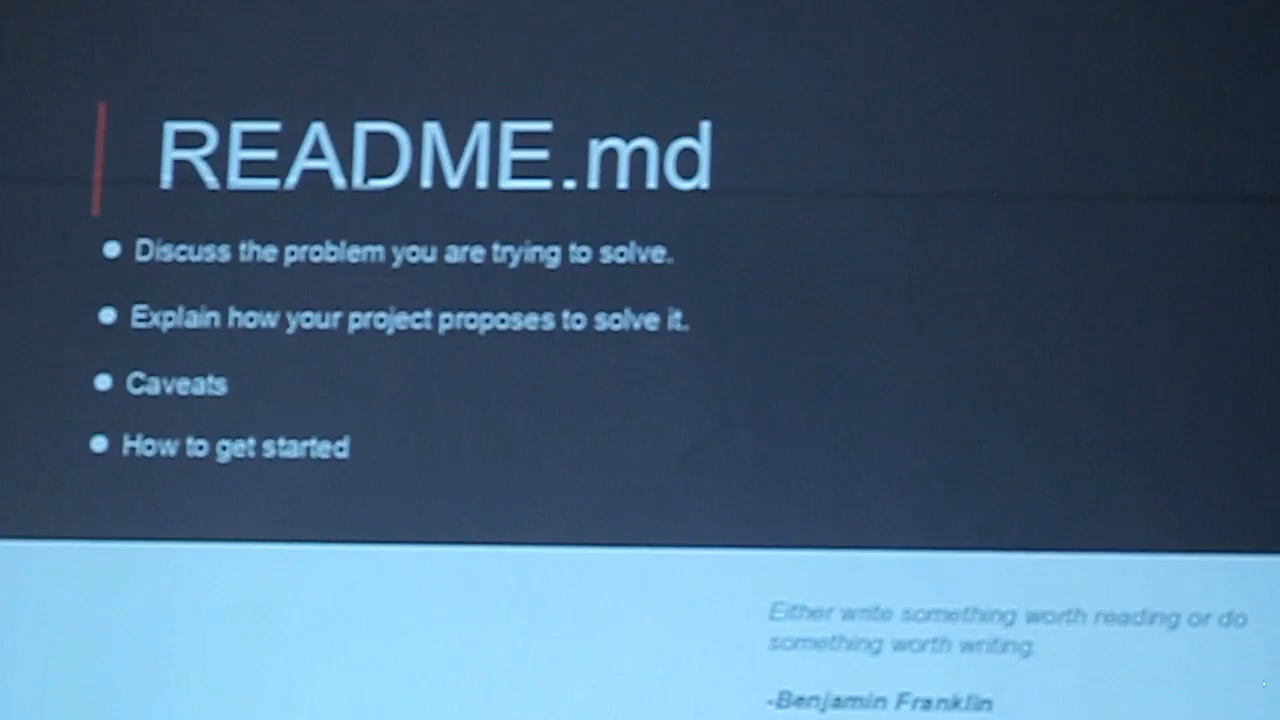 README.md
Discuss the problem you are trying to solve.
Explain how your project proposes to solve it.
Caveats
How to get started
Either write something worth reading or do
something worth writing.
-Benjamin Franklin